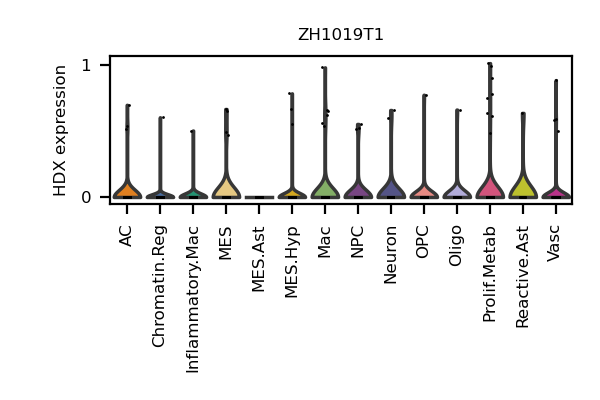 ZH1019T1
HDX expression
1
0
AC
Chromatin.Reg
Inflammatory.Mac
MES
MES.Ast
MES.Hyp
Mac
NPC
Neuron
OPC
Oligo
Prolif.Metab
Reactive.Ast
Vasc